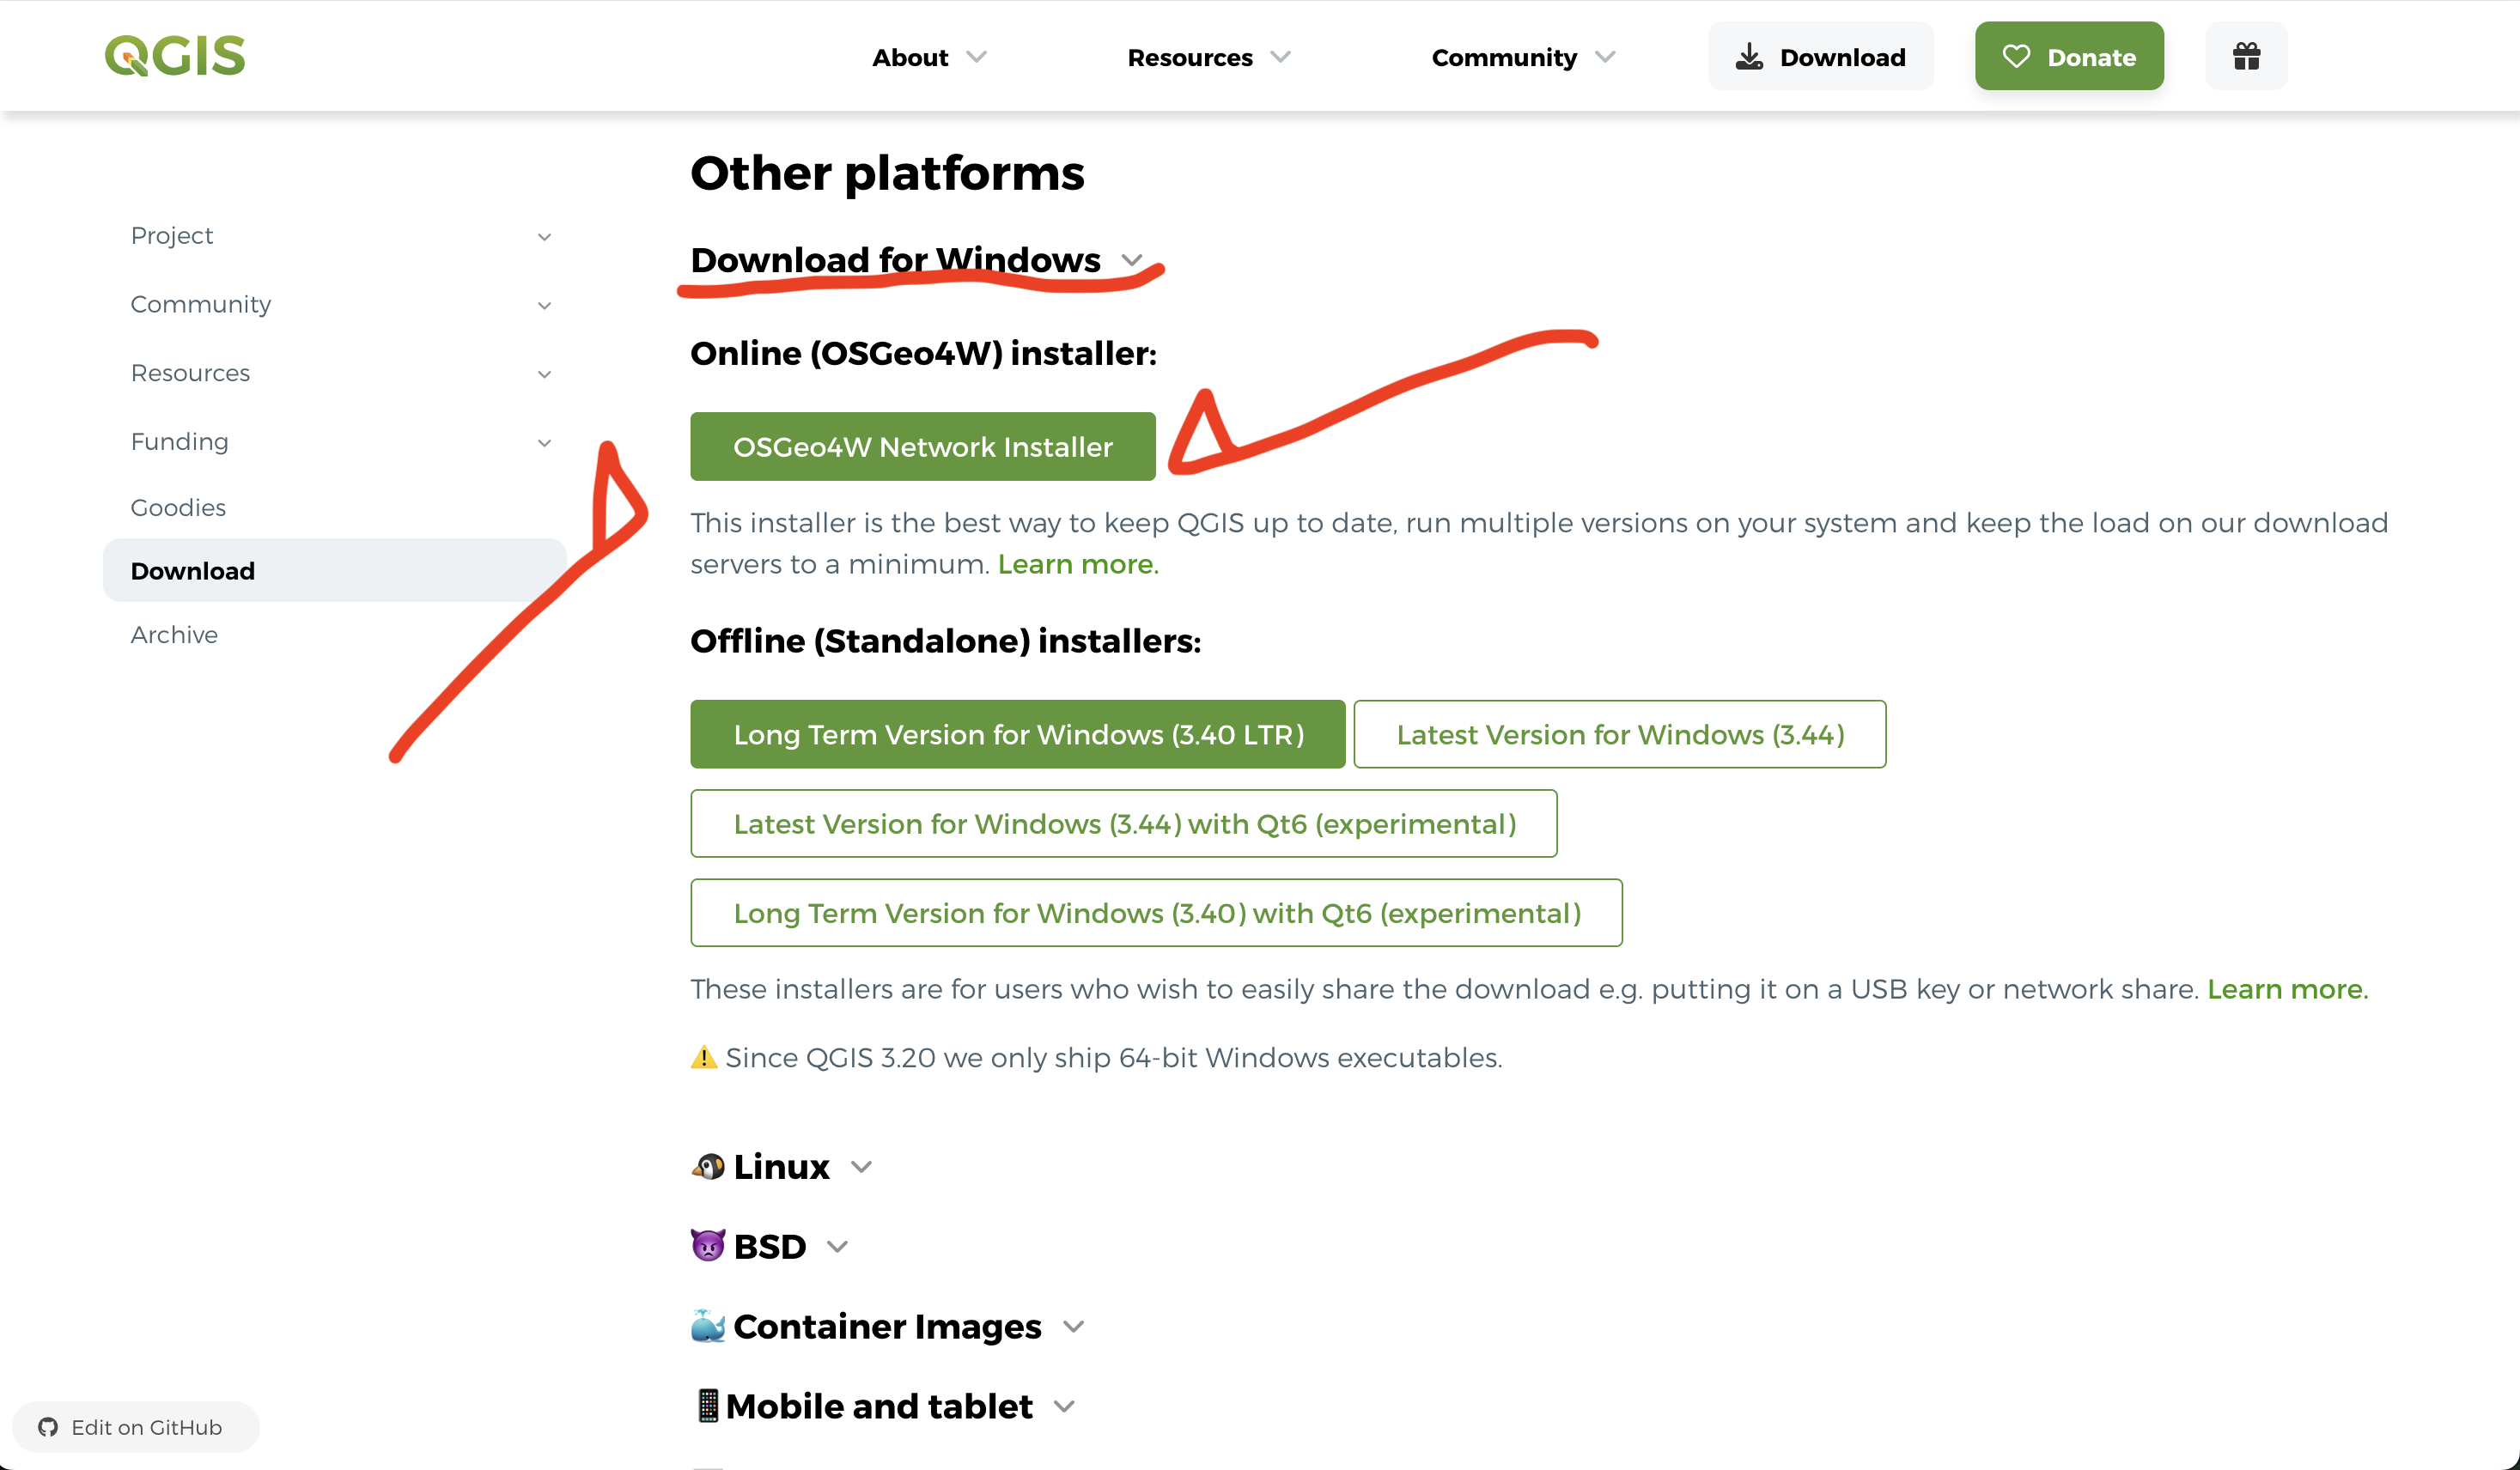 QGIS
About
Resources
Community
Download
Donate
Project
Community
Resources
Funding
Goodies
Download
Archive
Other platforms
Download for Windows
Online (OSGeo4W) installer:
OSGeo4W Network Installer
This installer is the best way to keep QGIS up to date, run multiple versions on your system and keep the load on our download
servers to a minimum. Learn more.
Offline (Standalone) installers:
Long Term Version for Windows (3.40 LTR)
Latest Version for Windows (3.44)
Latest Version for Windows (3.44) with Qt6 (experimental)
Long Term Version for Windows (3.40) with Qt6 (experimental)
These installers are for users who wish to easily share the download e.g. putting it on a USB key or network share. Learn more.
⚠️ Since QGIS 3.20 we only ship 64-bit Windows executables.
🐧 Linux
👿 BSD
🐳 Container Images
📱 Mobile and tablet
Edit on GitHub